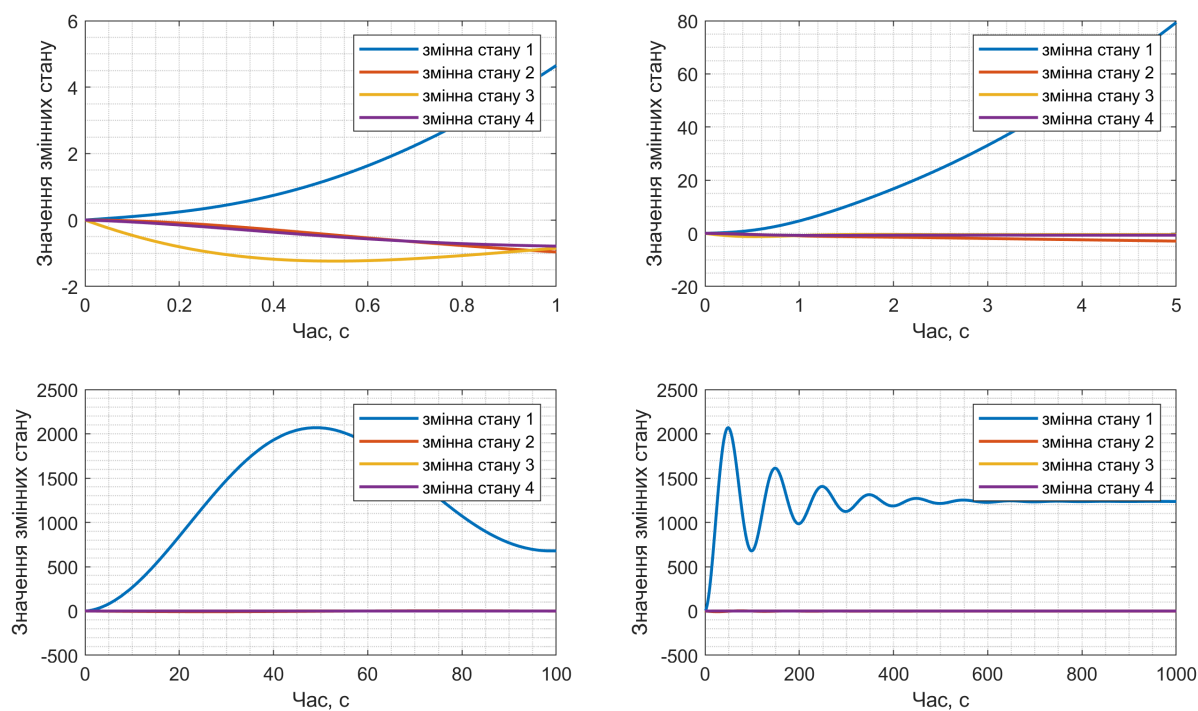 Значення змінних стану
6
4
2
0
-2
0
0.2
0.4
0.6
0.8
1
Час, с
змінна стану 1
змінна стану 2
змінна стану 3
змінна стану 4
Значення змінних стану
80
60
40
20
0
-20
0
1
2
3
4
5
Час, с
змінна стану 1
змінна стану 2
змінна стану 3
змінна стану 4
Значення змінних стану
2500
2000
1500
1000
500
0
-500
0
20
40
60
80
100
Час, с
змінна стану 1
змінна стану 2
змінна стану 3
змінна стану 4
Значення змінних стану
2500
2000
1500
1000
500
0
-500
0
200
400
600
800
1000
Час, с
змінна стану 1
змінна стану 2
змінна стану 3
змінна стану 4